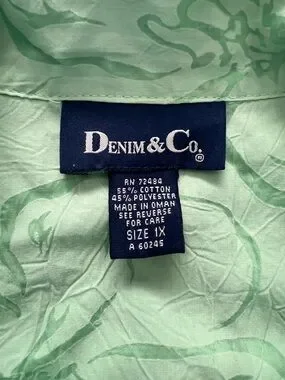 DENIM & CO.®
RN 72484
55% COTTON
45% POLYESTER
MADE IN OMAN
SEE REVERSE
FOR CARE
SIZE 1X
A 60245